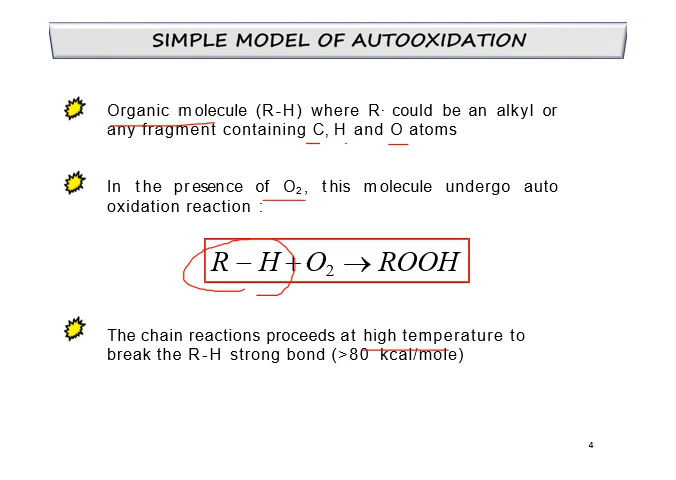 SIMPLE MODEL OF AUTOOXIDATION
Organic molecule (R-H) where R· could be an alkyl or
any fragment containing C, H and O atoms
In the presence of O₂, this molecule undergo auto
oxidation reaction :
R – H + O₂ → ROOH
The chain reactions proceeds at high temperature to
break the R-H strong bond (>80 kcal/mole)
4